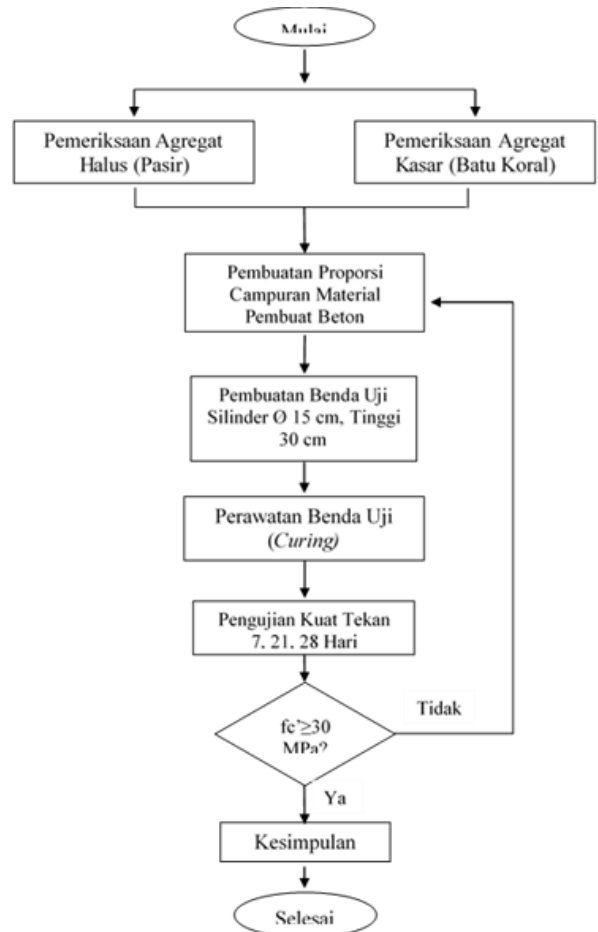 Mulai
Pemeriksaan Agregat
Halus (Pasir)
Pemeriksaan Agregat
Kasar (Batu Koral)
Pembuatan Proporsi
Campuran Material
Pembuat Beton
Pembuatan Benda Uji
Silinder Ø 15 cm, Tinggi
30 cm
Perawatan Benda Uji
(Curing)
Pengujian Kuat Tekan
7, 21, 28 Hari
fc'≥30
MPa?
Tidak
Ya
Kesimpulan
Selesai